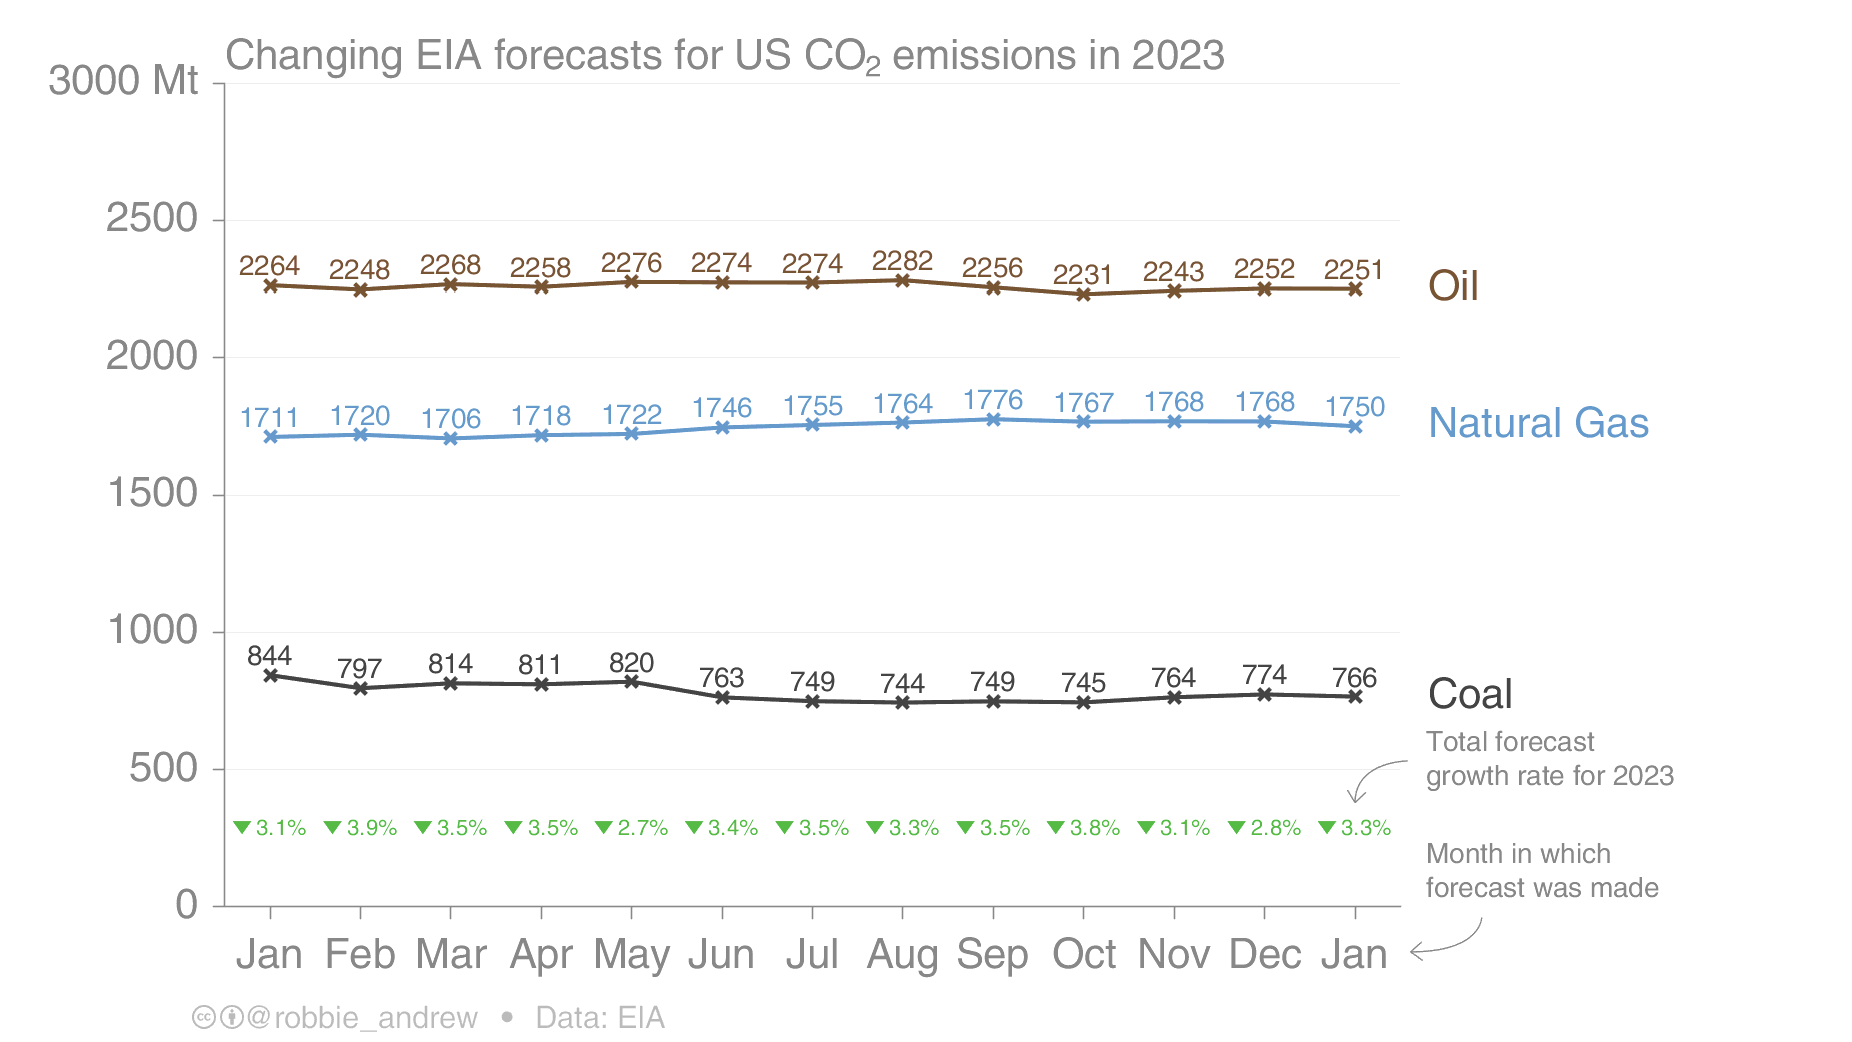 Changing EIA forecasts for US CO₂ emissions in 2023
3000 Mt
2500
2000
1500
1000
500
0
2264 2248 2268 2258 2276 2274 2274 2282 2256 2231 2243 2252 2251
Oil
1711 1720 1706 1718 1722 1746 1755 1764 1776 1767 1768 1768 1750
Natural Gas
844 797 814 811 820 763 749 744 749 745 764 774 766
Coal
Total forecast
growth rate for 2023
▼ 3.1% ▼ 3.9% ▼ 3.5% ▼ 3.5% ▼ 2.7% ▼ 3.4% ▼ 3.5% ▼ 3.3% ▼ 3.5% ▼ 3.8% ▼ 3.1% ▼ 2.8% ▼ 3.3%
Month in which
forecast was made
Jan Feb Mar Apr May Jun Jul Aug Sep Oct Nov Dec Jan
cc @robbie_andrew • Data: EIA